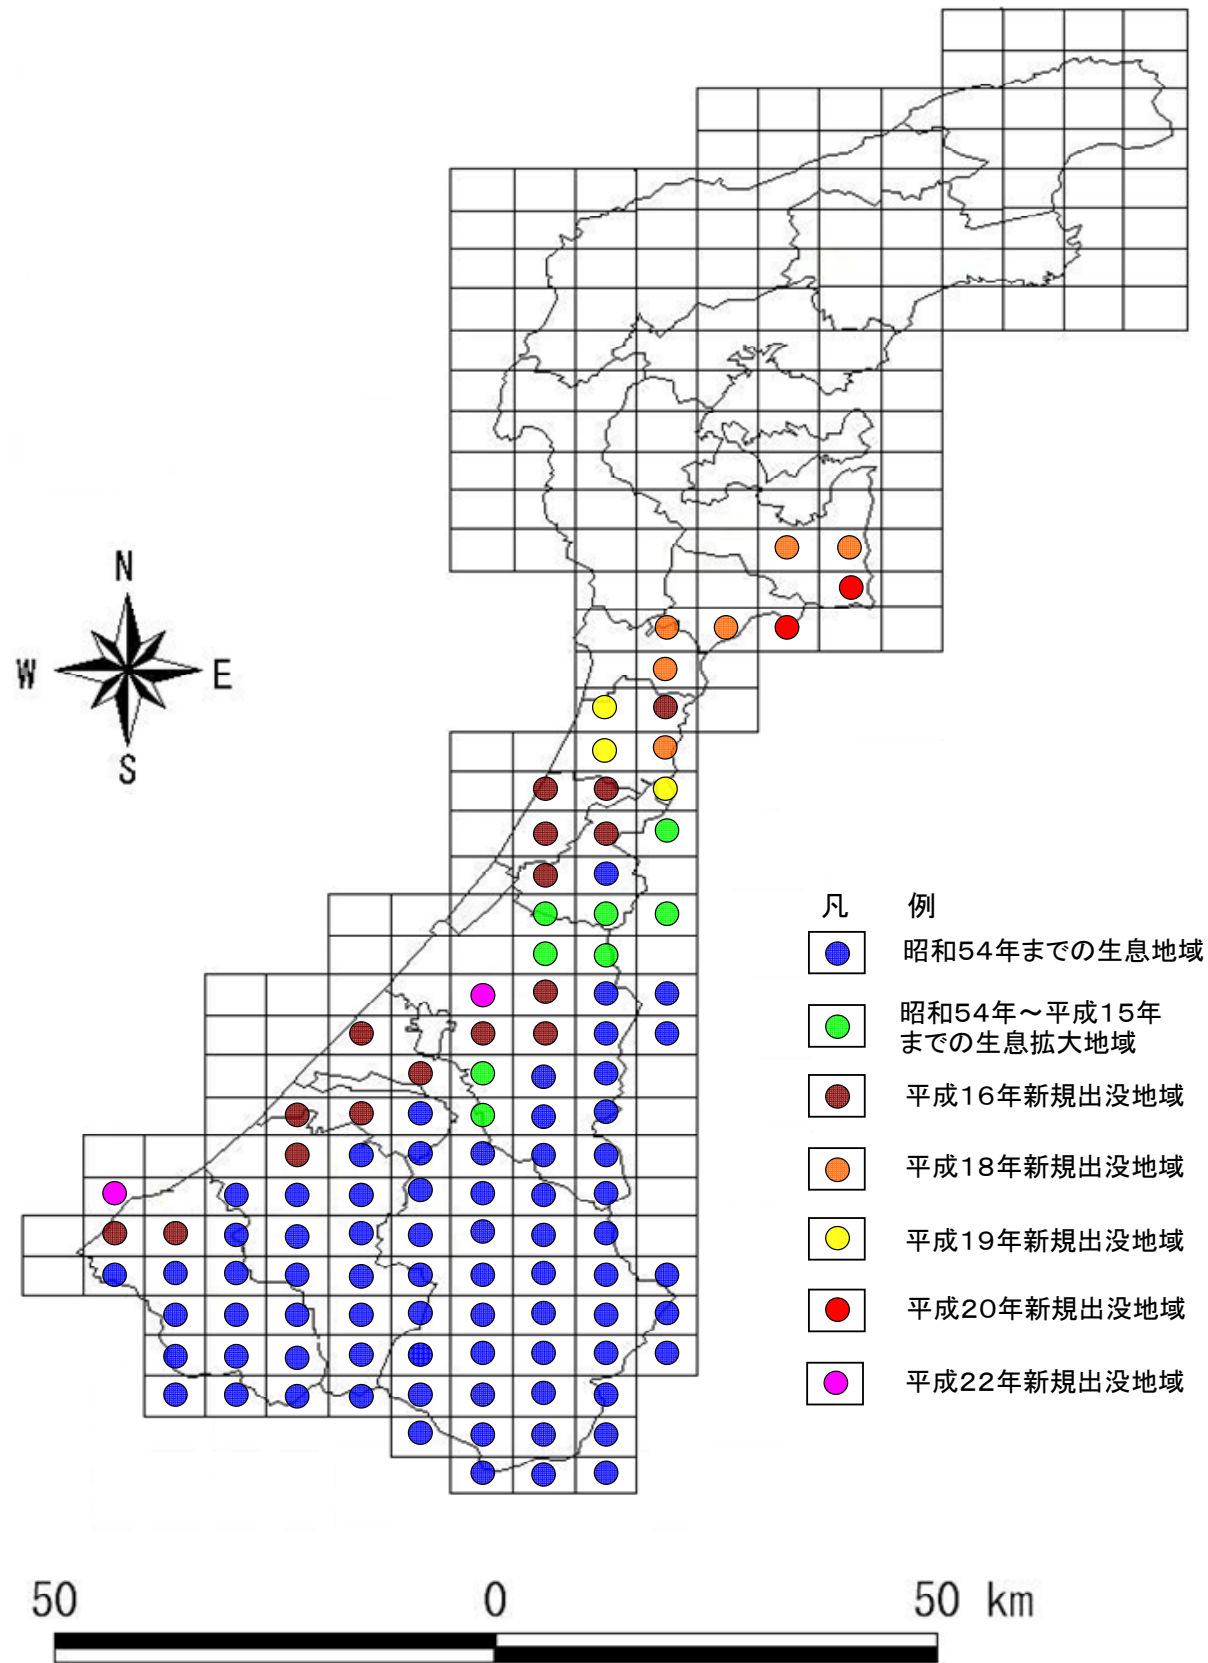 N
W
E
S
凡 例
昭和54年までの生息地域
昭和54年～平成15年
までの生息拡大地域
平成16年新規出没地域
平成18年新規出没地域
平成19年新規出没地域
平成20年新規出没地域
平成22年新規出没地域
50 0 50 km